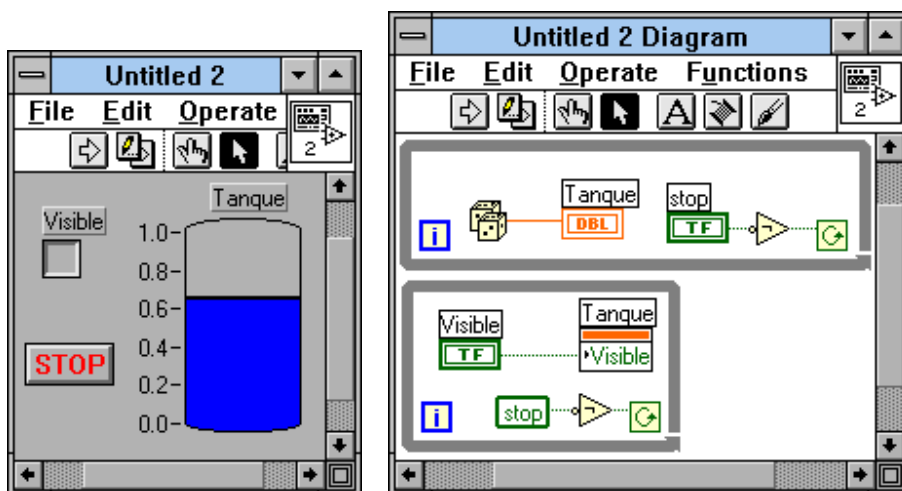 Untitled 2
File Edit Operate
2
Tanque
Visible
1.0
0.8
0.6
0.4
0.2
0.0
STOP
Untitled 2 Diagram
File Edit Operate Functions
A
2
Tanque
stop
DBL
TF
i
Visible
Tanque
TF
Visible
i
stop